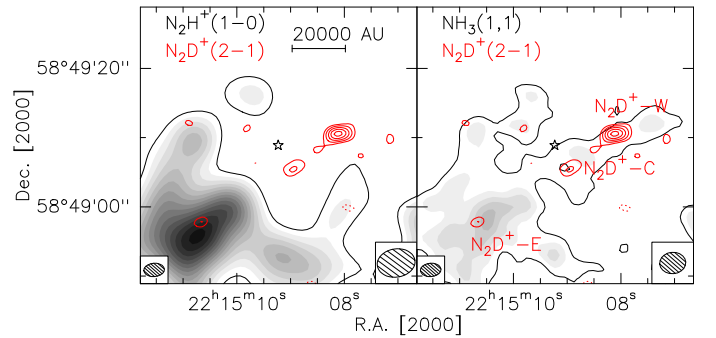 N₂H⁺(1−0)
N₂D⁺(2−1)
20000 AU
NH₃(1,1)
N₂D⁺(2−1)
58°49'20''
N₂D⁺−W
N₂D⁺−C
58°49'00''
N₂D⁺−E
Dec. [2000]
22ʰ15ᵐ10ˢ
08ˢ
22ʰ15ᵐ10ˢ
08ˢ
R.A. [2000]